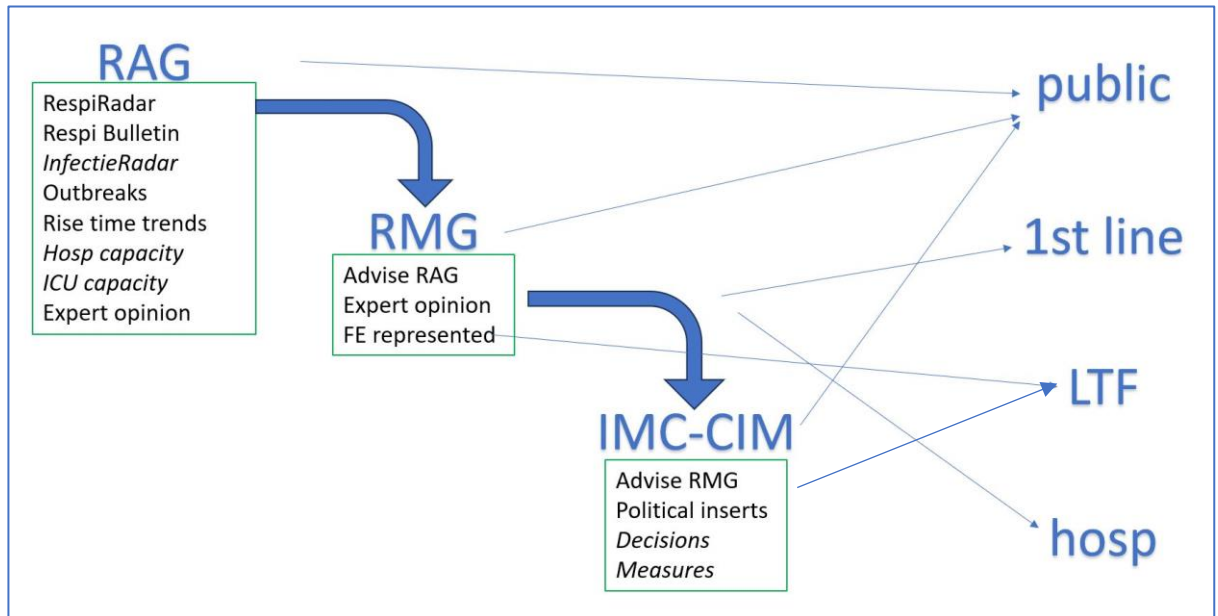 RAG
RespiRadar
Respi Bulletin
InfectieRadar
Outbreaks
Rise time trends
Hosp capacity
ICU capacity
Expert opinion
RMG
Advise RAG
Expert opinion
FE represented
IMC-CIM
Advise RMG
Political inserts
Decisions
Measures
public
1st line
LTF
hosp